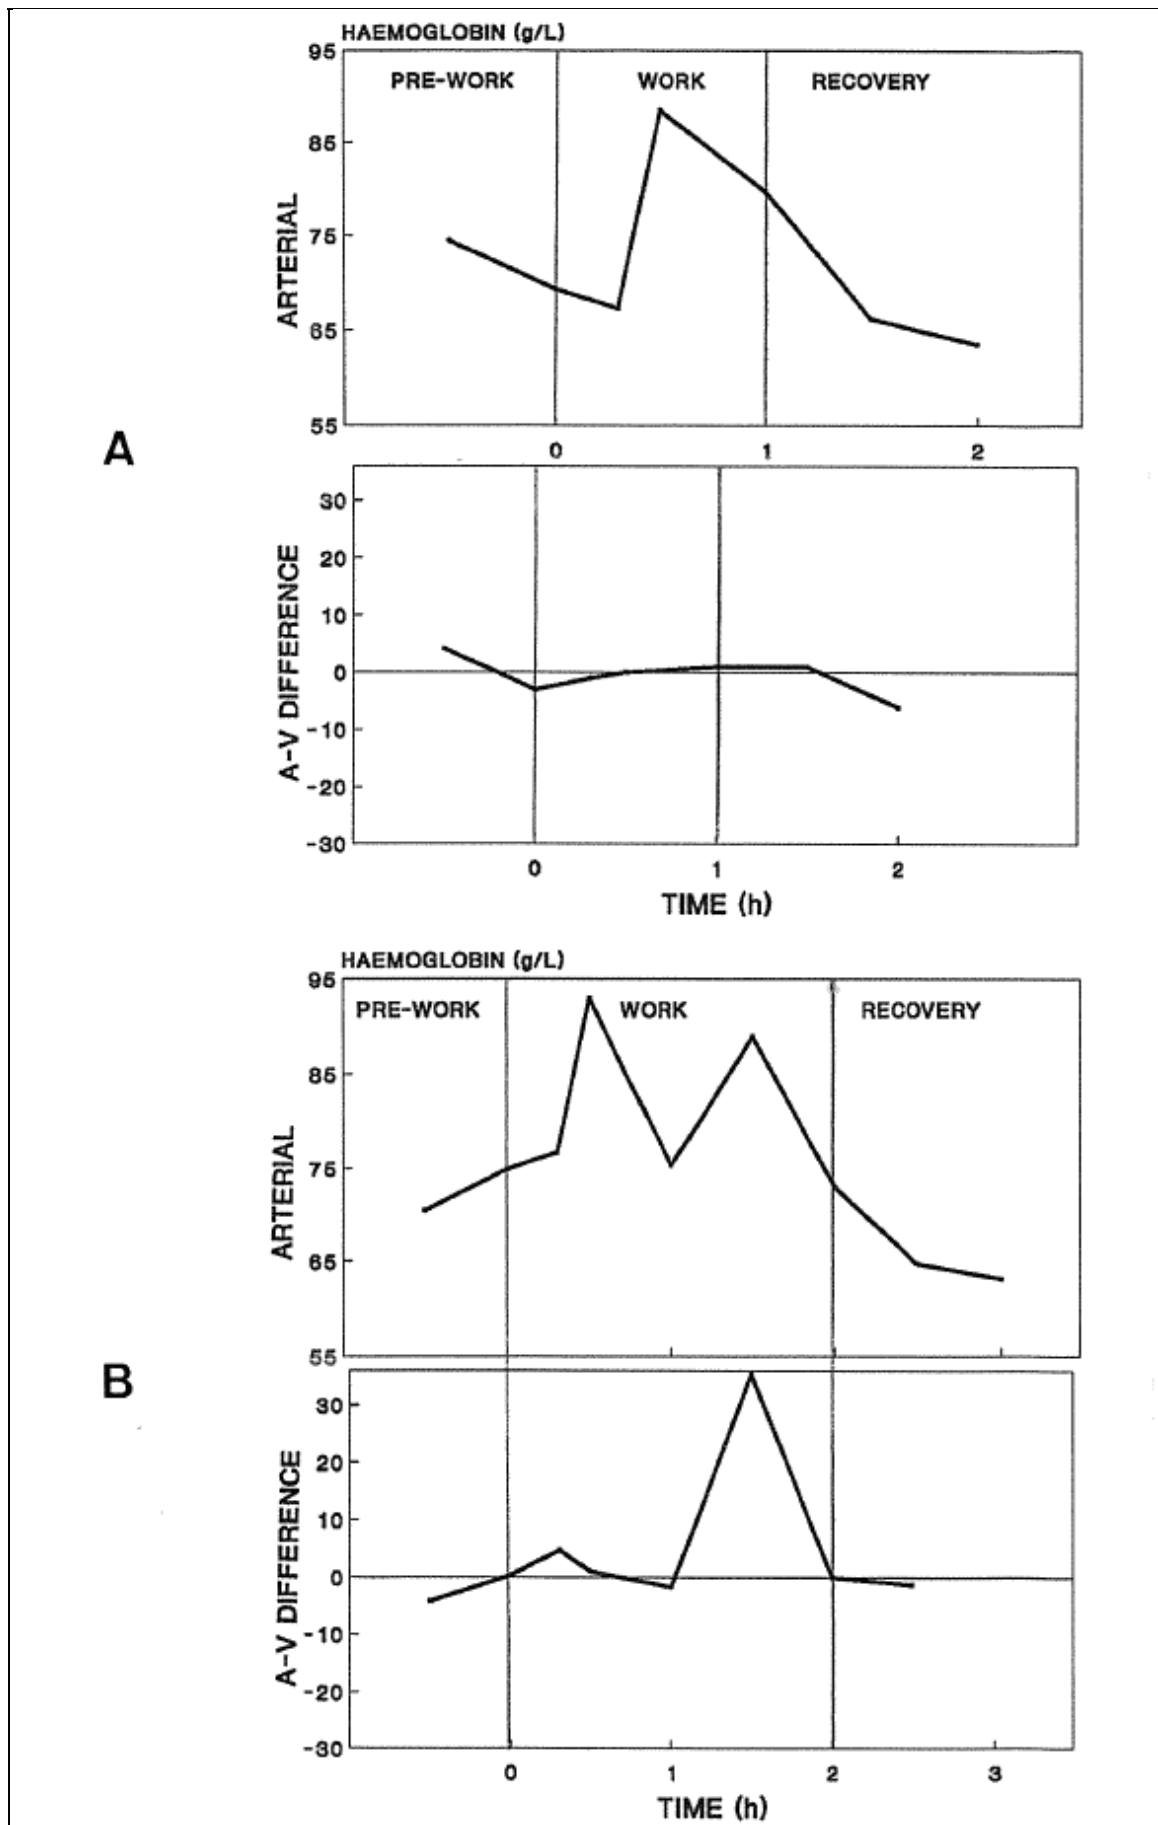 HAEMOGLOBIN (g/L)
95
PRE-WORK WORK RECOVERY
85
75
65
55
ARTERIAL
0 1 2
A
30
20
10
0
-10
-20
-30
A-V DIFFERENCE
0 1 2
TIME (h)
HAEMOGLOBIN (g/L)
95
PRE-WORK WORK RECOVERY
85
75
65
55
ARTERIAL
B
30
20
10
0
-10
-20
-30
A-V DIFFERENCE
0 1 2 3
TIME (h)